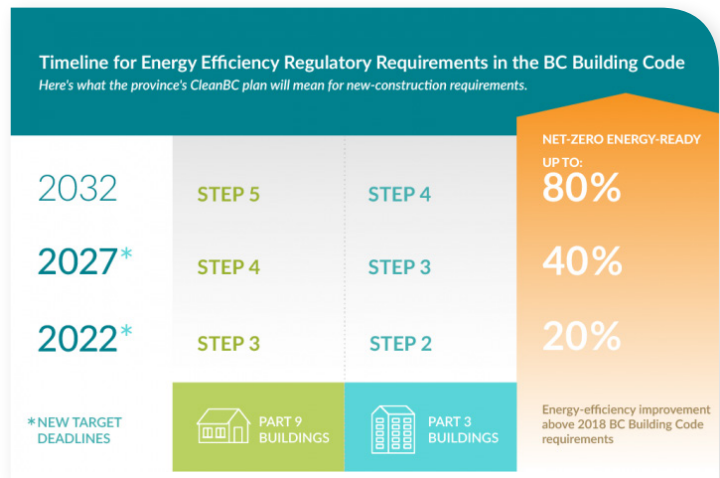 Timeline for Energy Efficiency Regulatory Requirements in the BC Building Code
Here's what the province's CleanBC plan will mean for new-construction requirements.
NET-ZERO ENERGY-READY
UP TO:
2032 STEP 5 STEP 4 80%
2027* STEP 4 STEP 3 40%
2022* STEP 3 STEP 2 20%
*NEW TARGET
DEADLINES
PART 9
BUILDINGS
PART 3
BUILDINGS
Energy-efficiency improvement
above 2018 BC Building Code
requirements